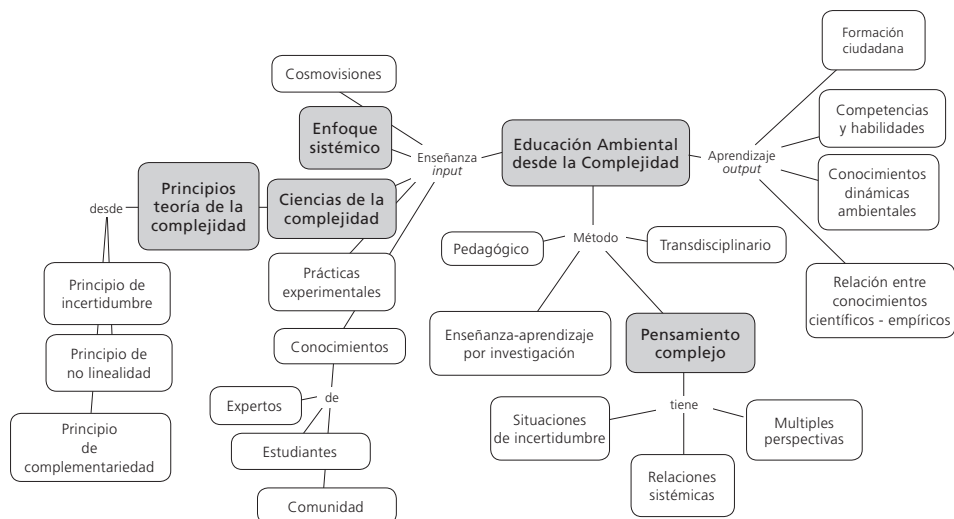 Formación
ciudadana
Cosmovisiones
Enfoque
sistémico
Enseñanza
input
Educación Ambiental
desde la Complejidad
Aprendizaje
output
Competencias
y habilidades
Conocimientos
dinámicas
ambientales
Relación entre
conocimientos
científicos - empíricos
desde
Principios
teoría de la
complejidad
Ciencias de la
complejidad
Principio de
incertidumbre
Principio de
no linealidad
Principio
de
complementariedad
Prácticas
experimentales
Conocimientos
de
Expertos
Estudiantes
Comunidad
Pedagógico
Método
Transdisciplinario
Enseñanza-aprendizaje
por investigación
Pensamiento
complejo
tiene
Situaciones
de incertidumbre
Relaciones
sistémicas
Multiples
perspectivas